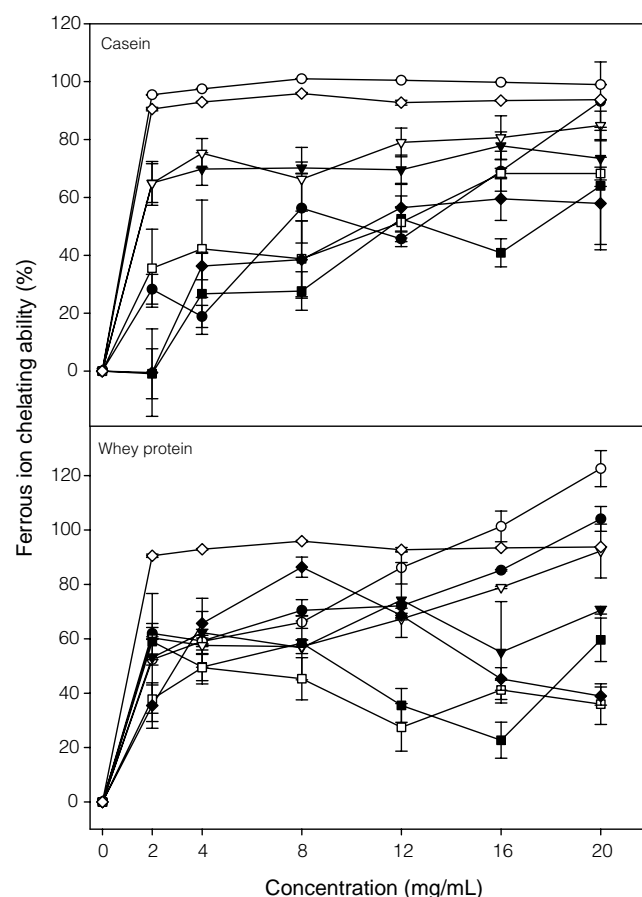 Ferrous ion chelating ability (%)
120
Casein
100
80
60
40
20
0
Whey protein
120
100
80
60
40
20
0
0 2 4 8 12 16 20
Concentration (mg/mL)